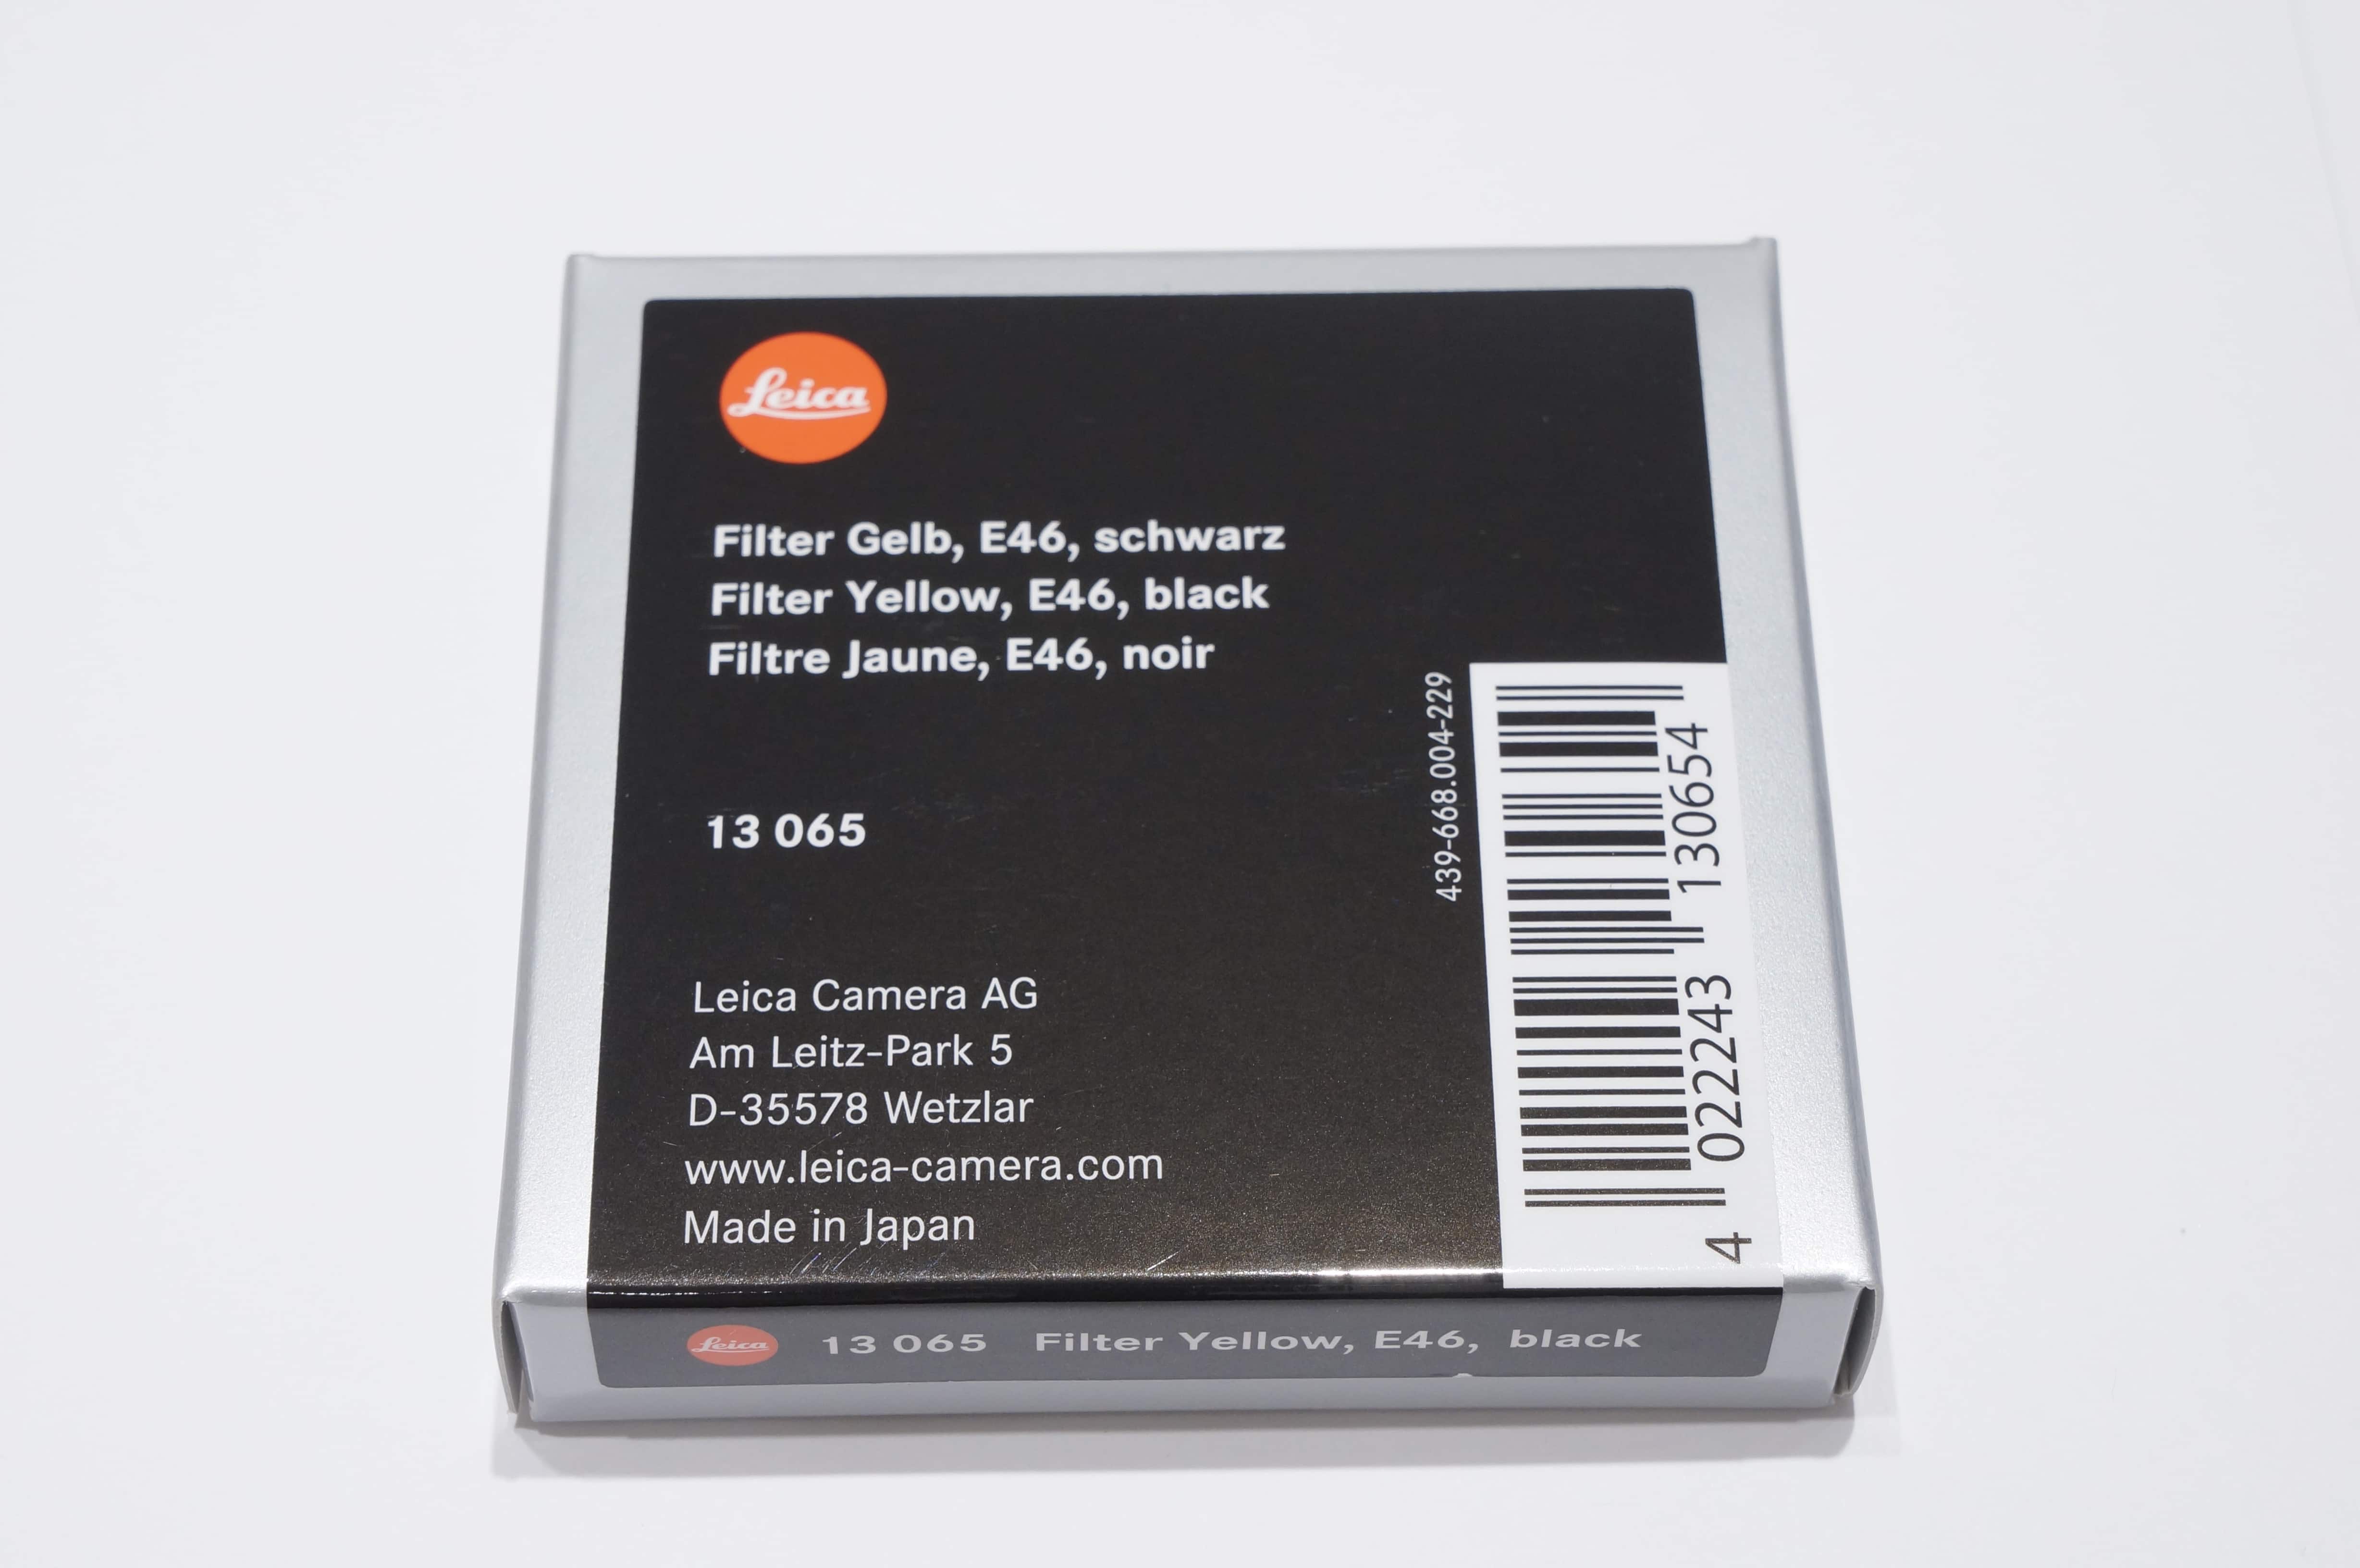 Leica
Filter Gelb, E46, schwarz
Filter Yellow, E46, black
Filtre Jaune, E46, noir
13 065
Leica Camera AG
Am Leitz-Park 5
D-35578 Wetzlar
www.leica-camera.com
Made in Japan
439-668.004-229
4 022243 130654
Leica 13 065 Filter Yellow, E46, black